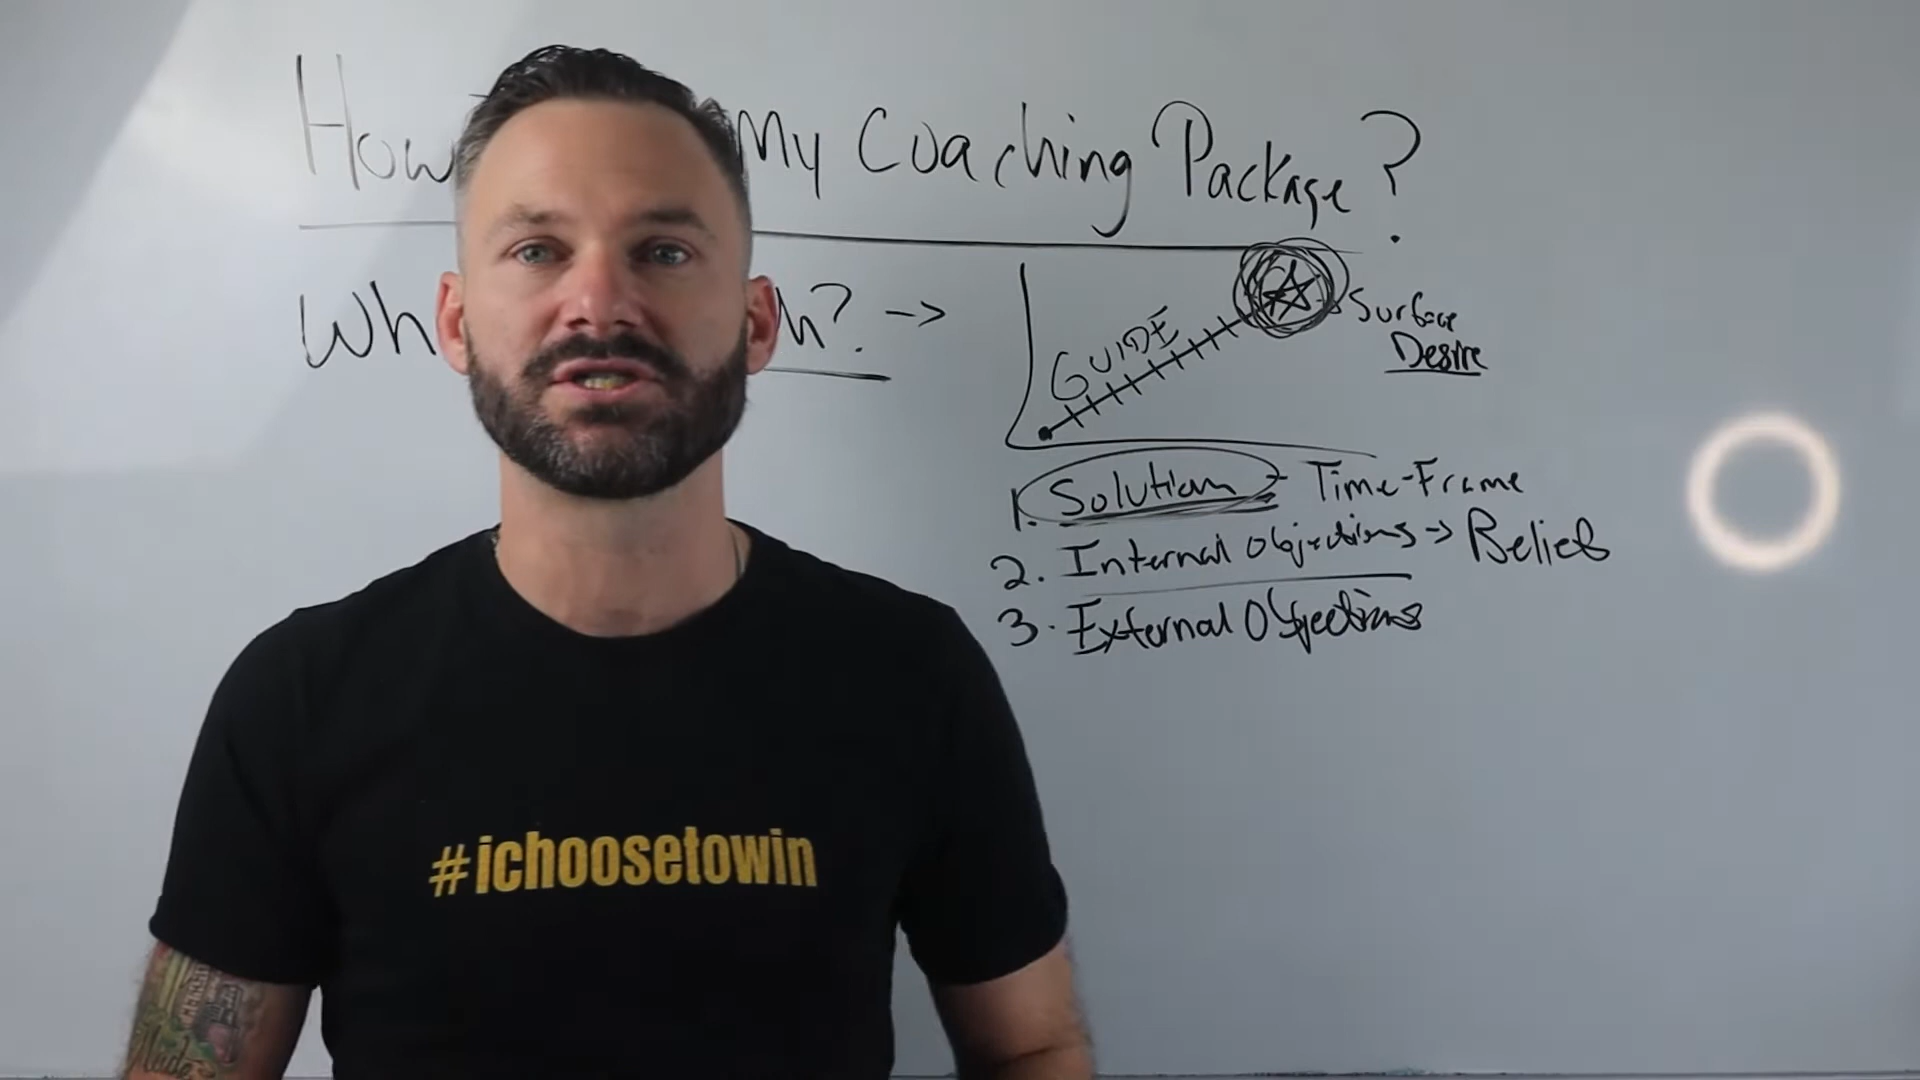 How My Coaching Package?
Wh h? ->
GUIDE
Surface
Desire
1. Solution - Time-Frame
2. Internal Objections -> Beliefs
3. External Objections
#ichoosetowin
Made